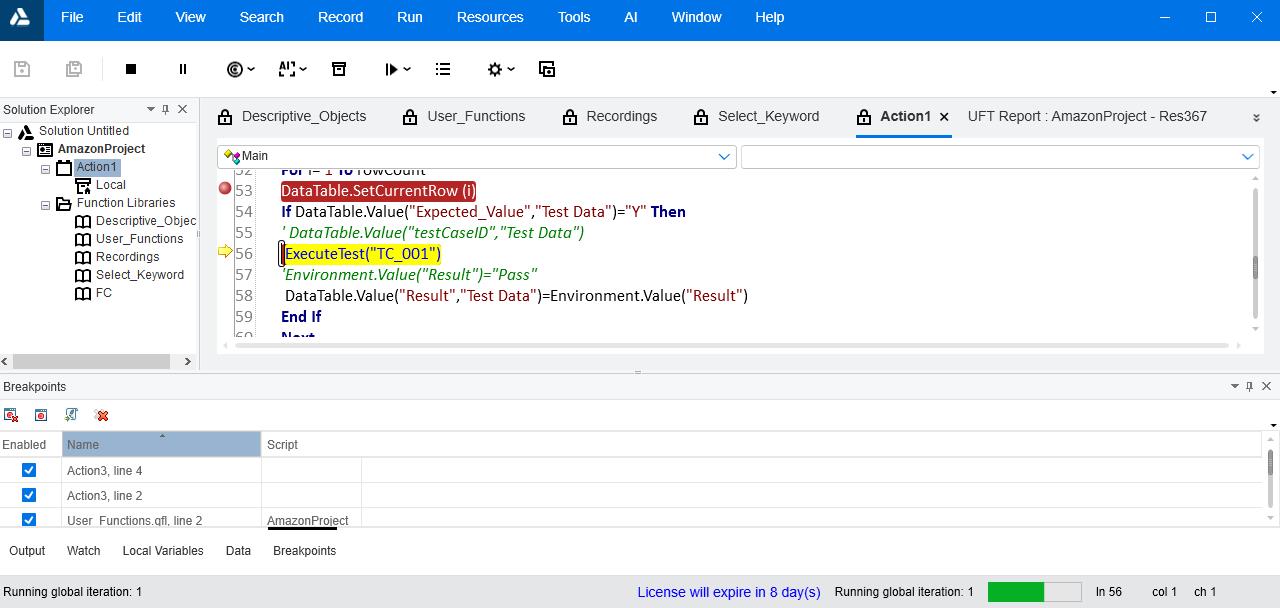 File Edit View Search Record Run Resources Tools AI Window Help
AI
Solution Explorer
Solution Untitled
AmazonProject
Action1
Local
Function Libraries
Descriptive_Objec
User_Functions
Recordings
Select_Keyword
FC
Descriptive_Objects User_Functions Recordings Select_Keyword Action1 UFT Report : AmazonProject - Res367
Main
52 For i= 1 To rowCount
53 DataTable.SetCurrentRow (i)
54 If DataTable.Value("Expected_Value","Test Data")="Y" Then
55 ' DataTable.Value("testCaseID","Test Data")
56 ExecuteTest("TC_001")
57 'Environment.Value("Result")="Pass"
58 DataTable.Value("Result","Test Data")=Environment.Value("Result")
59 End If
60 Next
Breakpoints
Enabled Name Script
Action3, line 4
Action3, line 2
User_Functions.qfl, line 2 AmazonProject
Output Watch Local Variables Data Breakpoints
Running global iteration: 1 License will expire in 8 day(s) Running global iteration: 1 ln 56 col 1 ch 1